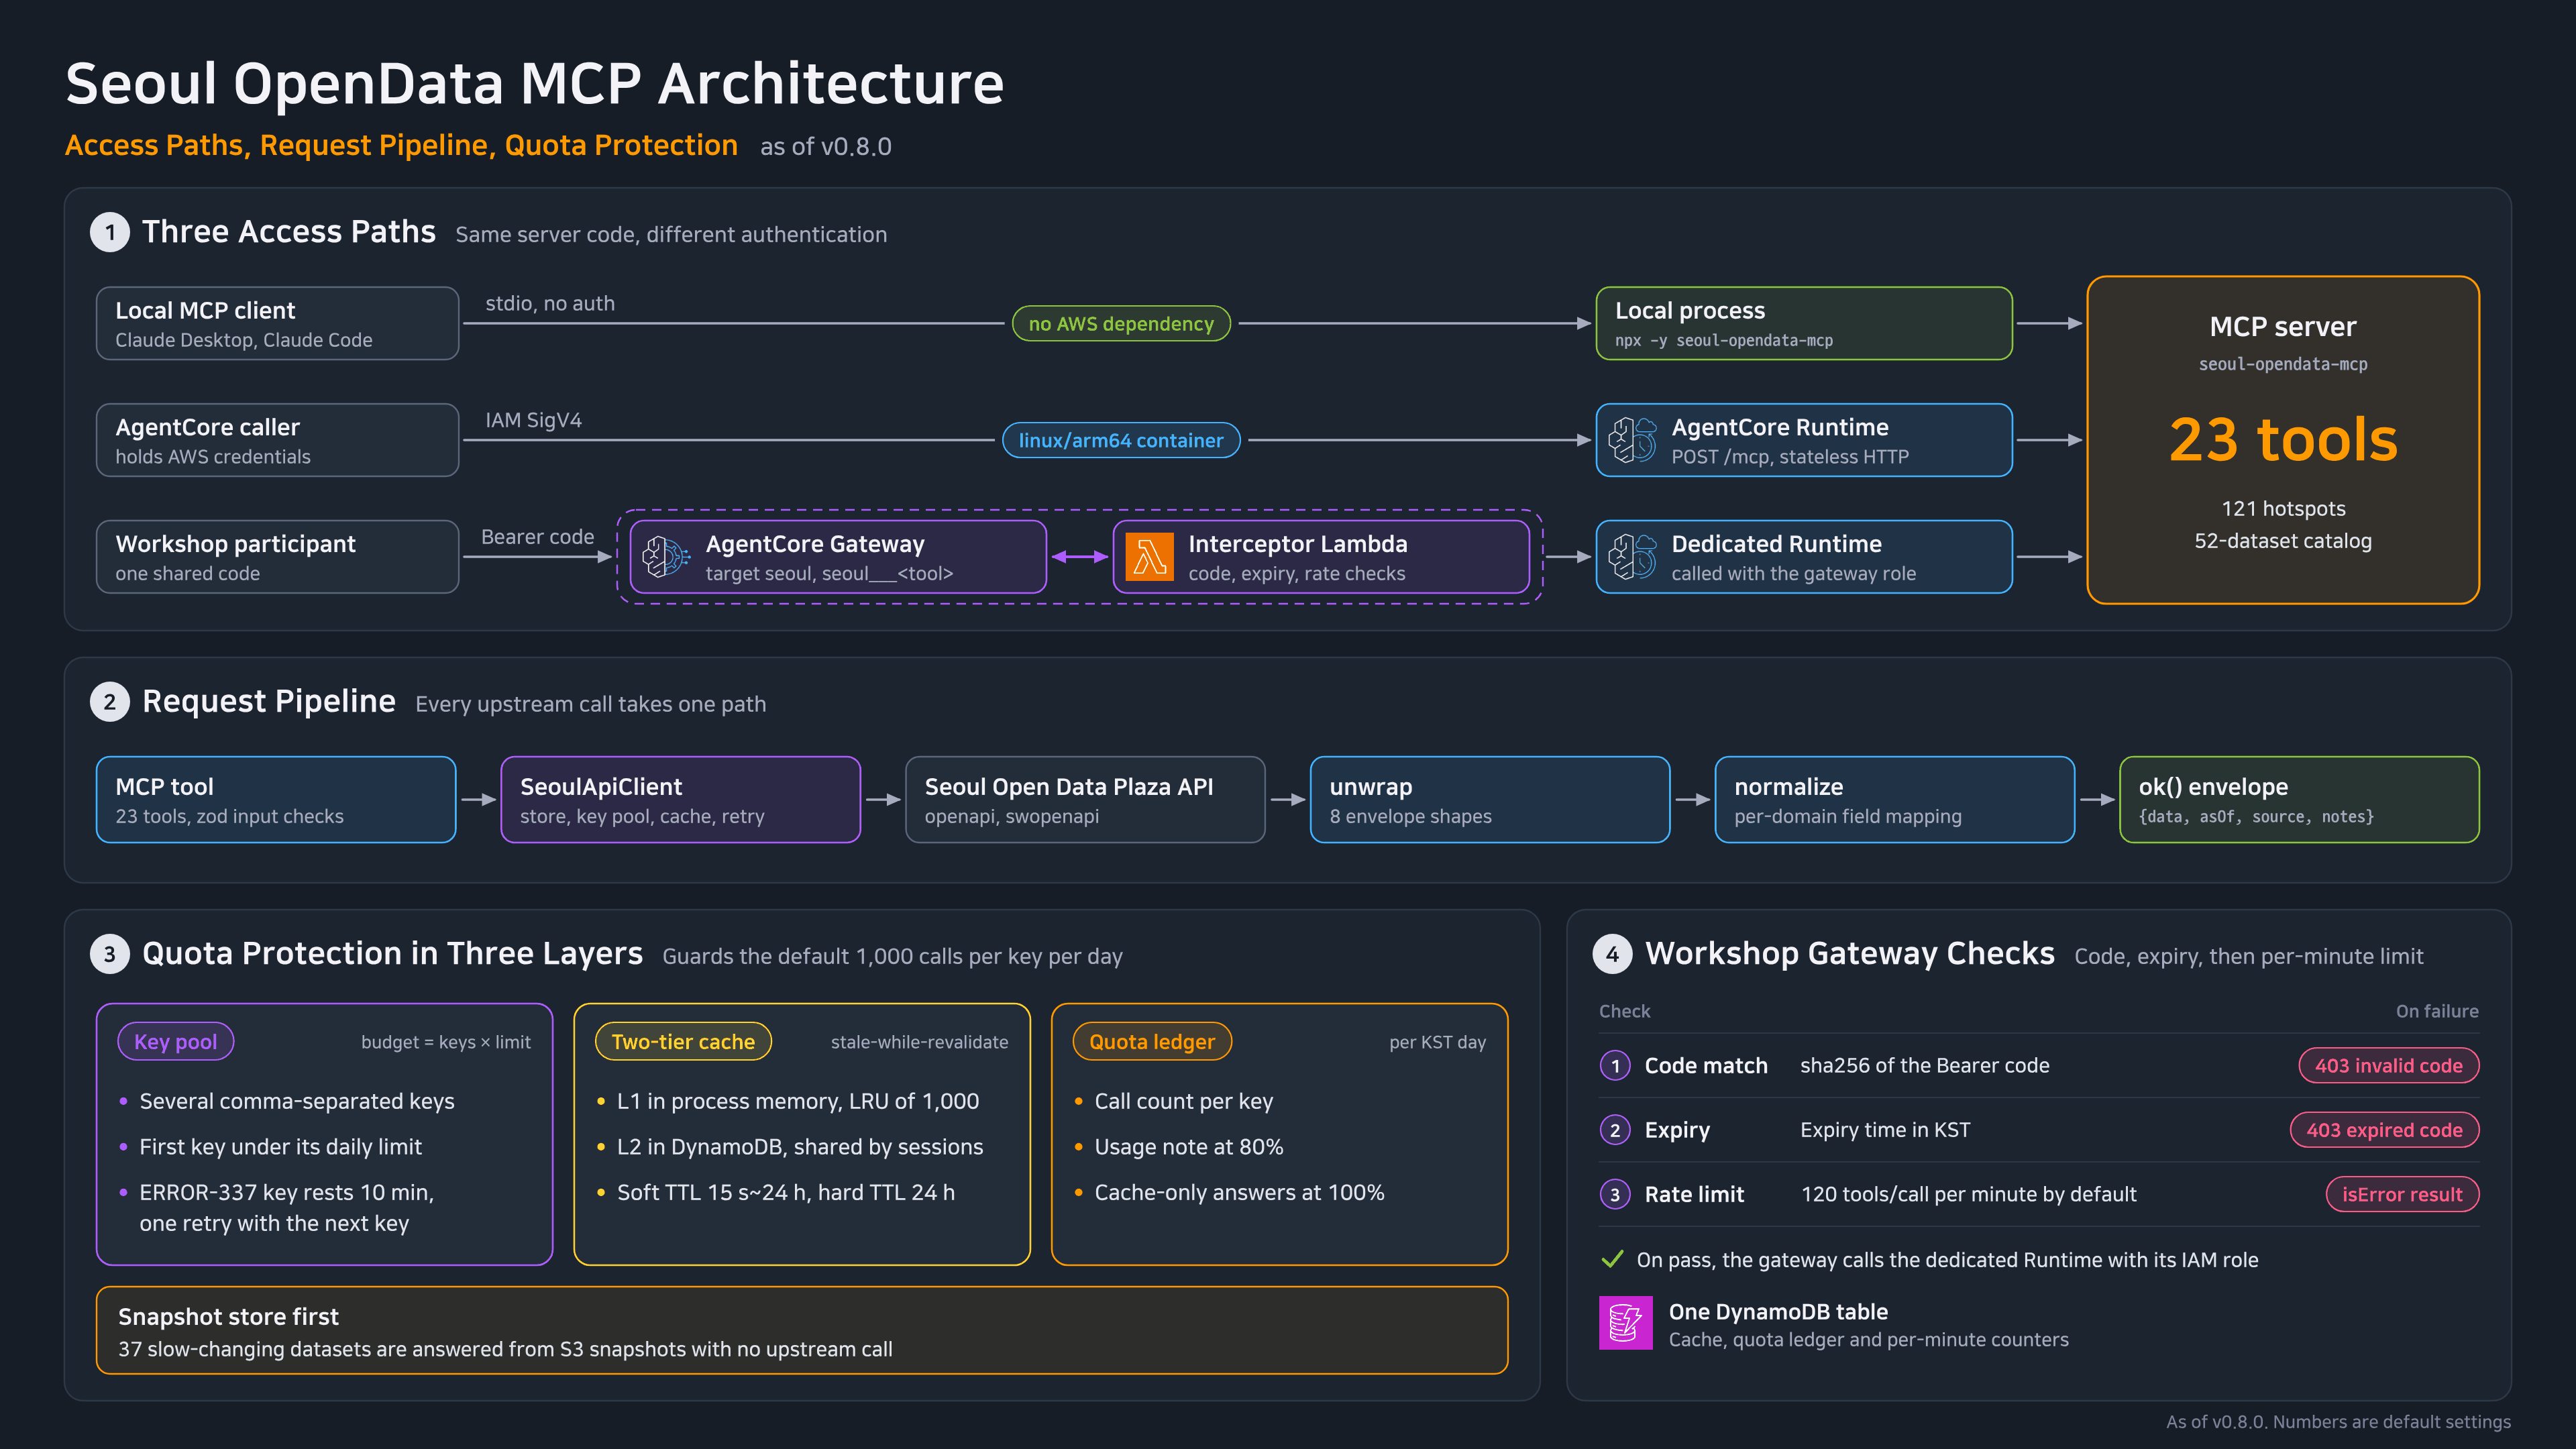 Seoul OpenData MCP Architecture
Access Paths, Request Pipeline, Quota Protection as of v0.8.0
1 Three Access Paths Same server code, different authentication
Local MCP client
Claude Desktop, Claude Code
stdio, no auth
no AWS dependency
Local process
npx -y seoul-opendata-mcp
AgentCore caller
holds AWS credentials
IAM SigV4
linux/arm64 container
AgentCore Runtime
POST /mcp, stateless HTTP
Workshop participant
one shared code
Bearer code
AgentCore Gateway
target seoul, seoul___<tool>
Interceptor Lambda
code, expiry, rate checks
Dedicated Runtime
called with the gateway role
MCP server
seoul-opendata-mcp
23 tools
121 hotspots
52-dataset catalog
2 Request Pipeline Every upstream call takes one path
MCP tool
23 tools, zod input checks
SeoulApiClient
store, key pool, cache, retry
Seoul Open Data Plaza API
openapi, swopenapi
unwrap
8 envelope shapes
normalize
per-domain field mapping
ok() envelope
{data, asOf, source, notes}
3 Quota Protection in Three Layers Guards the default 1,000 calls per key per day
Key pool budget = keys × limit
• Several comma-separated keys
• First key under its daily limit
• ERROR-337 key rests 10 min,
one retry with the next key
Two-tier cache stale-while-revalidate
• L1 in process memory, LRU of 1,000
• L2 in DynamoDB, shared by sessions
• Soft TTL 15 s~24 h, hard TTL 24 h
Quota ledger per KST day
• Call count per key
• Usage note at 80%
• Cache-only answers at 100%
Snapshot store first
37 slow-changing datasets are answered from S3 snapshots with no upstream call
4 Workshop Gateway Checks Code, expiry, then per-minute limit
Check On failure
1 Code match sha256 of the Bearer code 403 invalid code
2 Expiry Expiry time in KST 403 expired code
3 Rate limit 120 tools/call per minute by default isError result
On pass, the gateway calls the dedicated Runtime with its IAM role
One DynamoDB table
Cache, quota ledger and per-minute counters
As of v0.8.0. Numbers are default settings